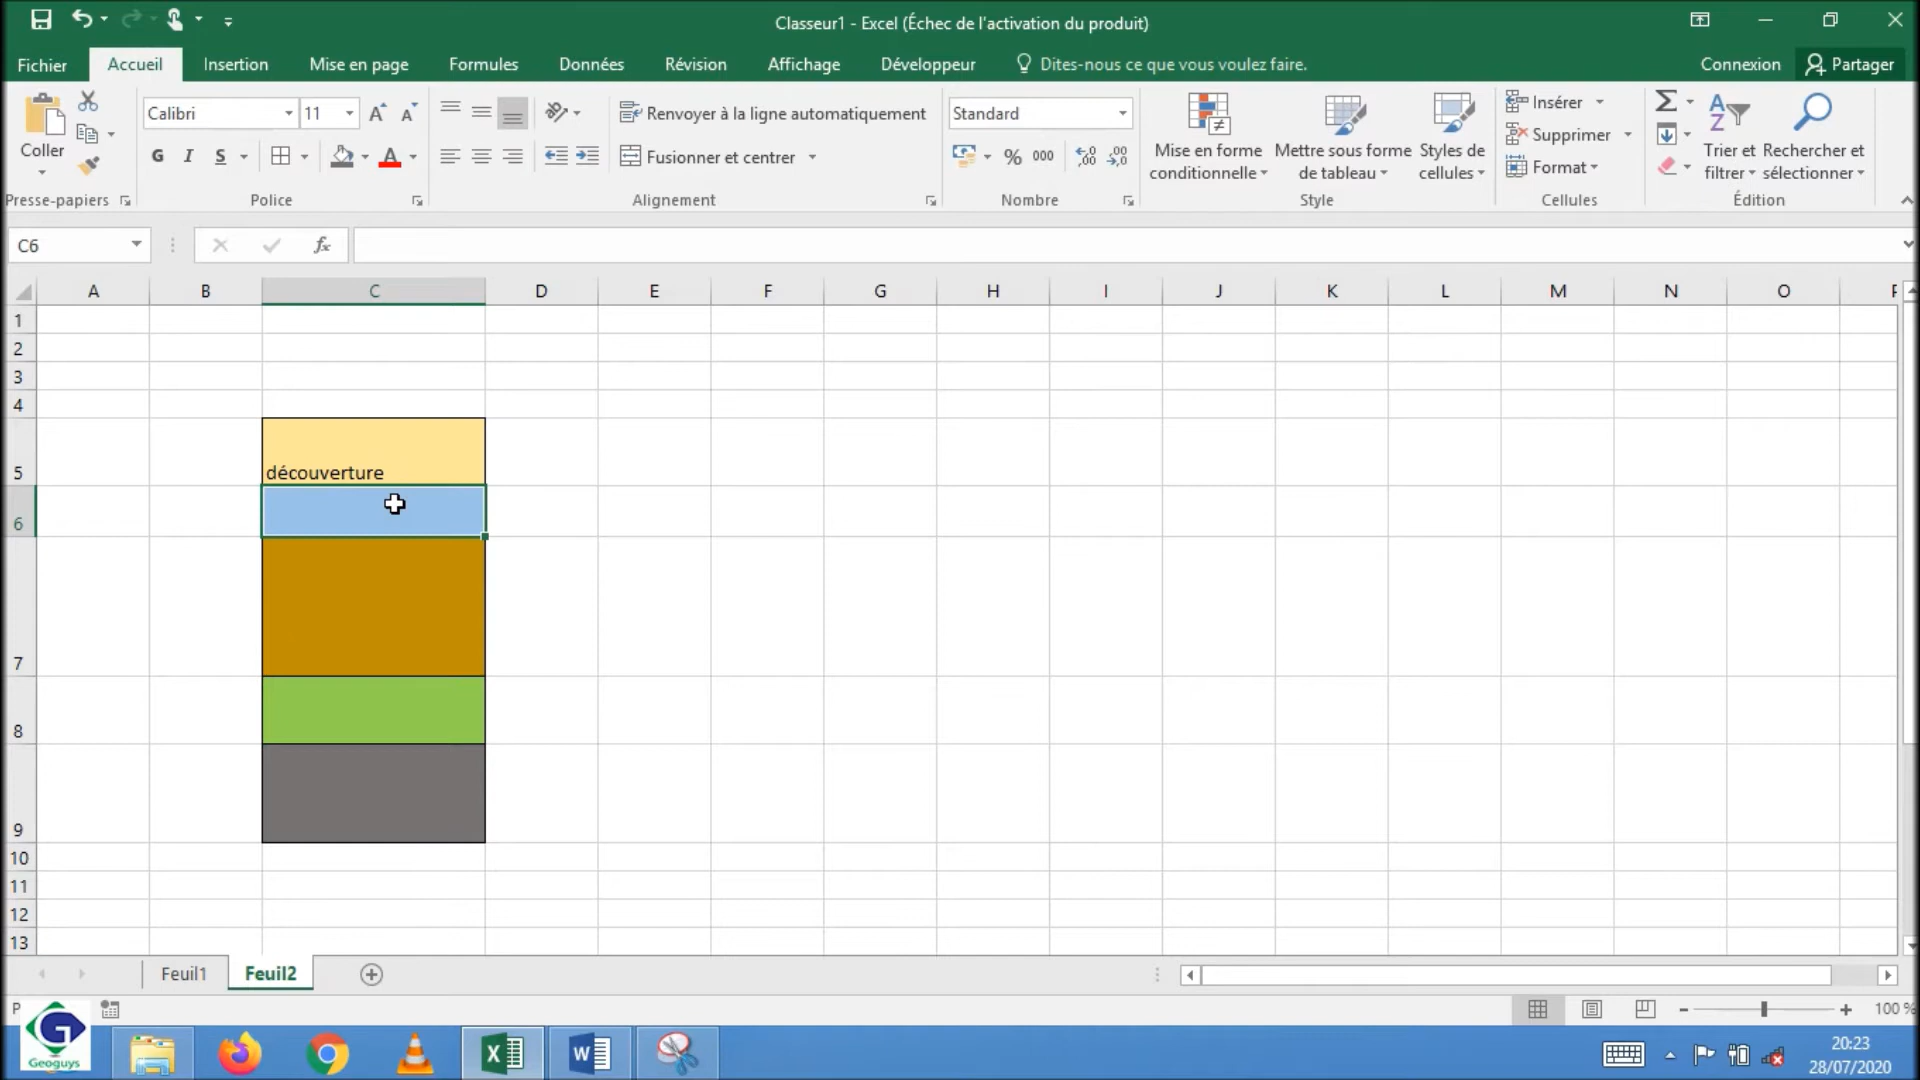 Classeur1 - Excel (Échec de l'activation du produit)
Fichier Accueil Insertion Mise en page Formules Données Révision Affichage Développeur Dites-nous ce que vous voulez faire. Connexion Partager
Coller
Presse-papiers
Calibri 11
G I S
Police
Renvoyer à la ligne automatiquement
Fusionner et centrer
Alignement
Standard
% 000
Nombre
Mise en forme conditionnelle
Mettre sous forme de tableau
Styles de cellules
Style
Insérer
Supprimer
Format
Cellules
Trier et filtrer
Rechercher et sélectionner
Édition
C6
fx
A B C D E F G H I J K L M N O
1
2
3
4
5 découverture
6
7
8
9
10
11
12
13
Feuil1 Feuil2
100 %
Geoguys
20:23
28/07/2020